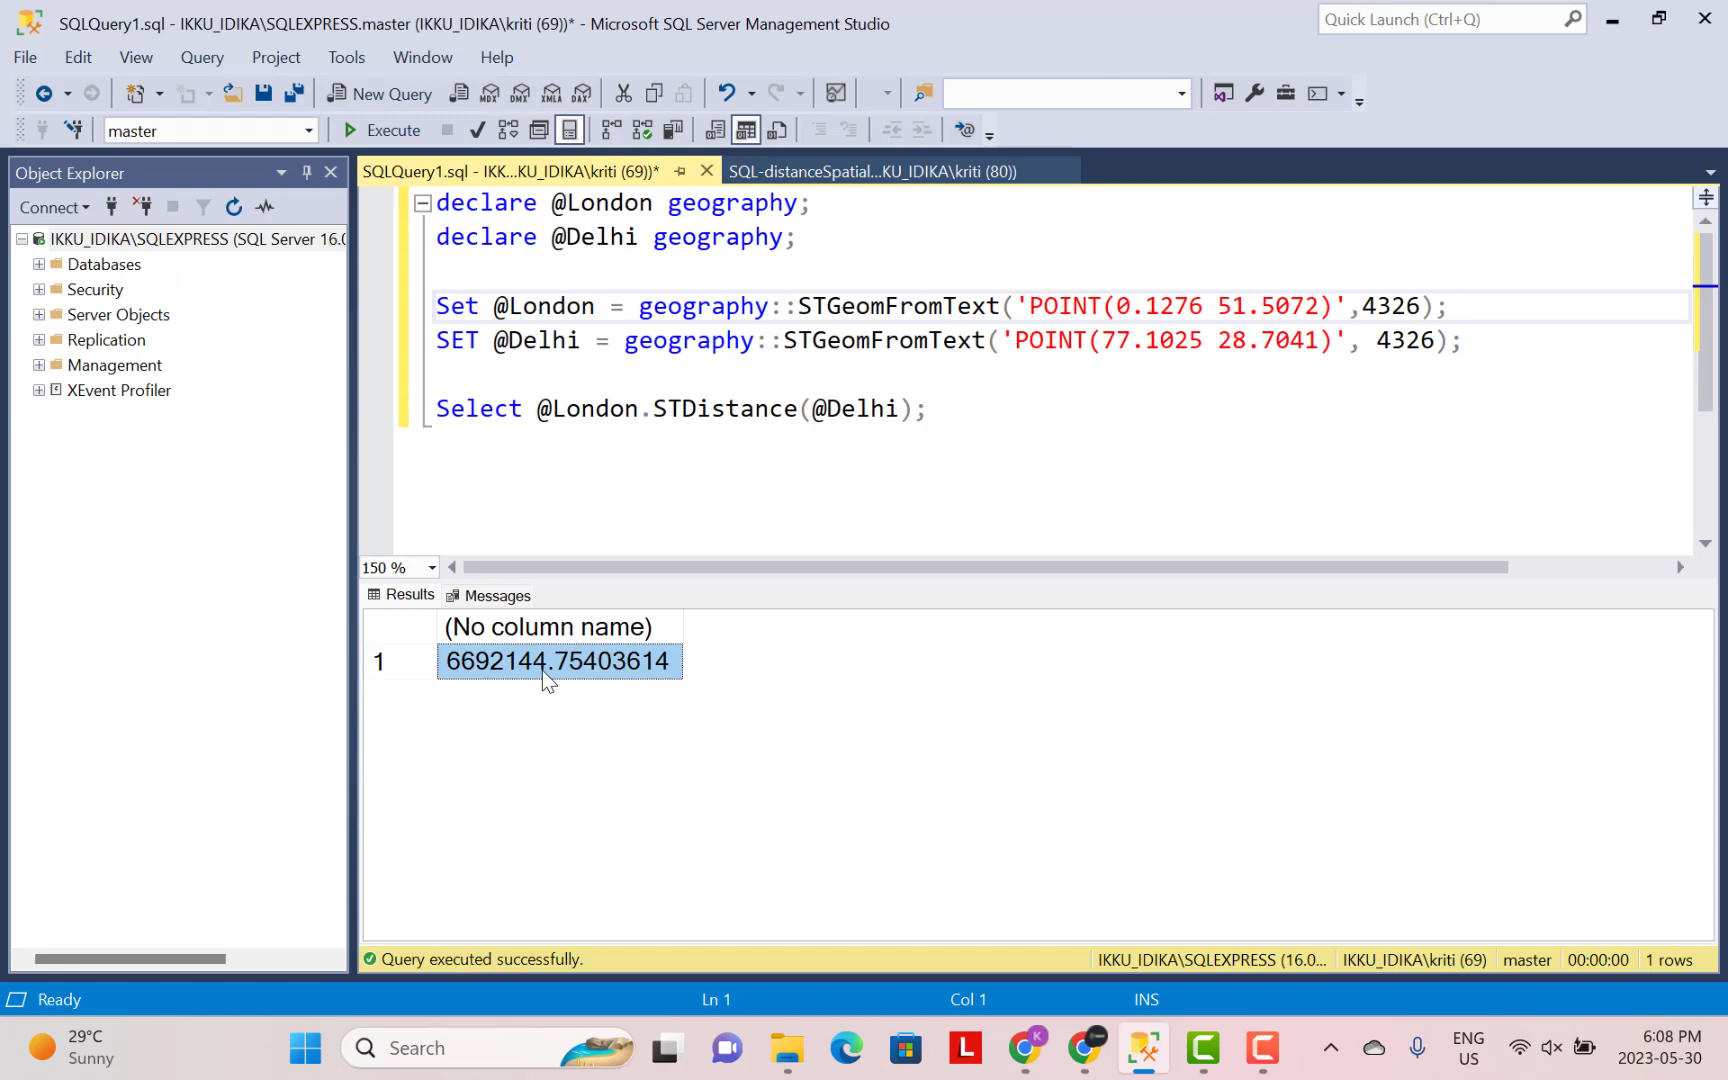 SQLQuery1.sql - IKKU_IDIKA\SQLEXPRESS.master (IKKU_IDIKA\kriti (69))* - Microsoft SQL Server Management Studio
Quick Launch (Ctrl+Q)
File Edit View Query Project Tools Window Help
New Query MDX DMX XMLA DAX
master Execute
Object Explorer
SQLQuery1.sql - IKK...KU_IDIKA\kriti (69))* SQL-distanceSpatial...KU_IDIKA\kriti (80))
Connect
IKKU_IDIKA\SQLEXPRESS (SQL Server 16.0
Databases
Security
Server Objects
Replication
Management
XEvent Profiler
declare @London geography;
declare @Delhi geography;
Set @London = geography::STGeomFromText('POINT(0.1276 51.5072)',4326);
SET @Delhi = geography::STGeomFromText('POINT(77.1025 28.7041)', 4326);
Select @London.STDistance(@Delhi);
150 %
Results Messages
(No column name)
1 6692144.75403614
Query executed successfully. IKKU_IDIKA\SQLEXPRESS (16.0... IKKU_IDIKA\kriti (69) master 00:00:00 1 rows
Ready Ln 1 Col 1 INS
29°C
Sunny
Search
L
K
C
C
ENG
US
6:08 PM
2023-05-30